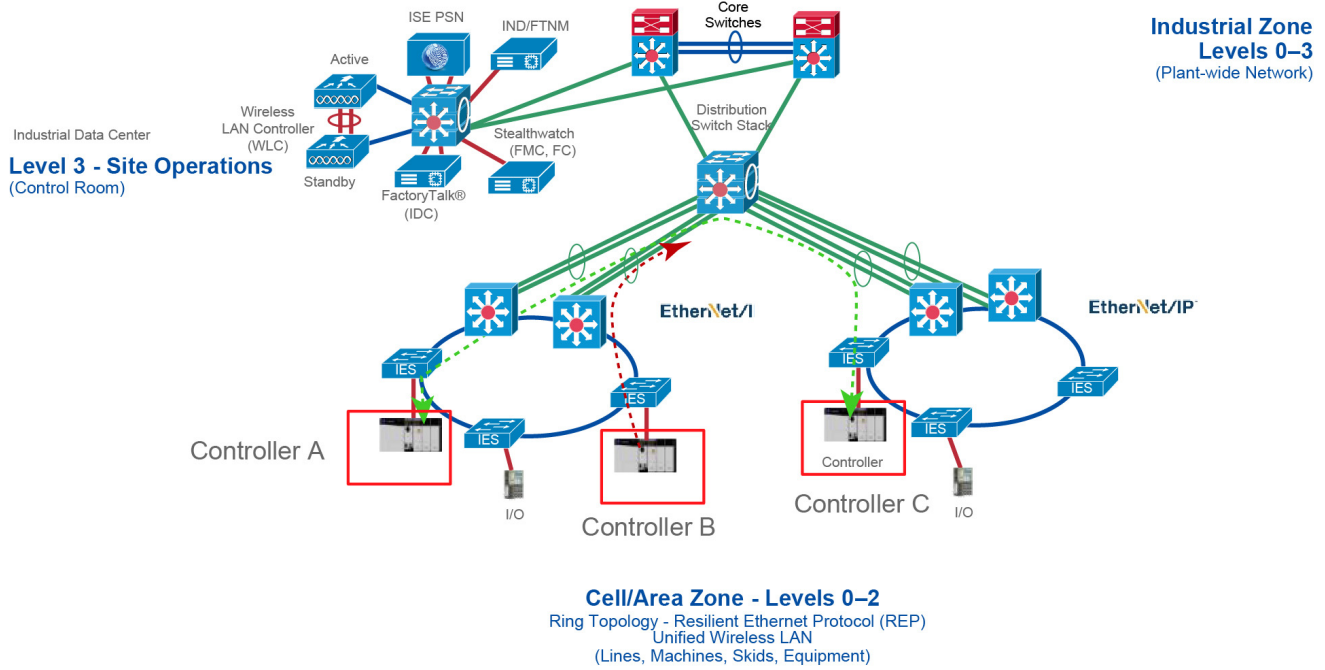 ISE PSN
IND/FTNM
Core
Switches
Industrial Zone
Levels 0–3
(Plant-wide Network)
Active
Wireless
LAN Controller
(WLC)
Standby
Industrial Data Center
Level 3 - Site Operations
(Control Room)
Distribution
Switch Stack
Stealthwatch
(FMC, FC)
FactoryTalk®
(IDC)
EtherNet/I
EtherNet/IP™
IES
IES
IES
IES
IES
IES
Controller A
I/O
Controller B
Controller
Controller C
I/O
Cell/Area Zone - Levels 0–2
Ring Topology - Resilient Ethernet Protocol (REP)
Unified Wireless LAN
(Lines, Machines, Skids, Equipment)